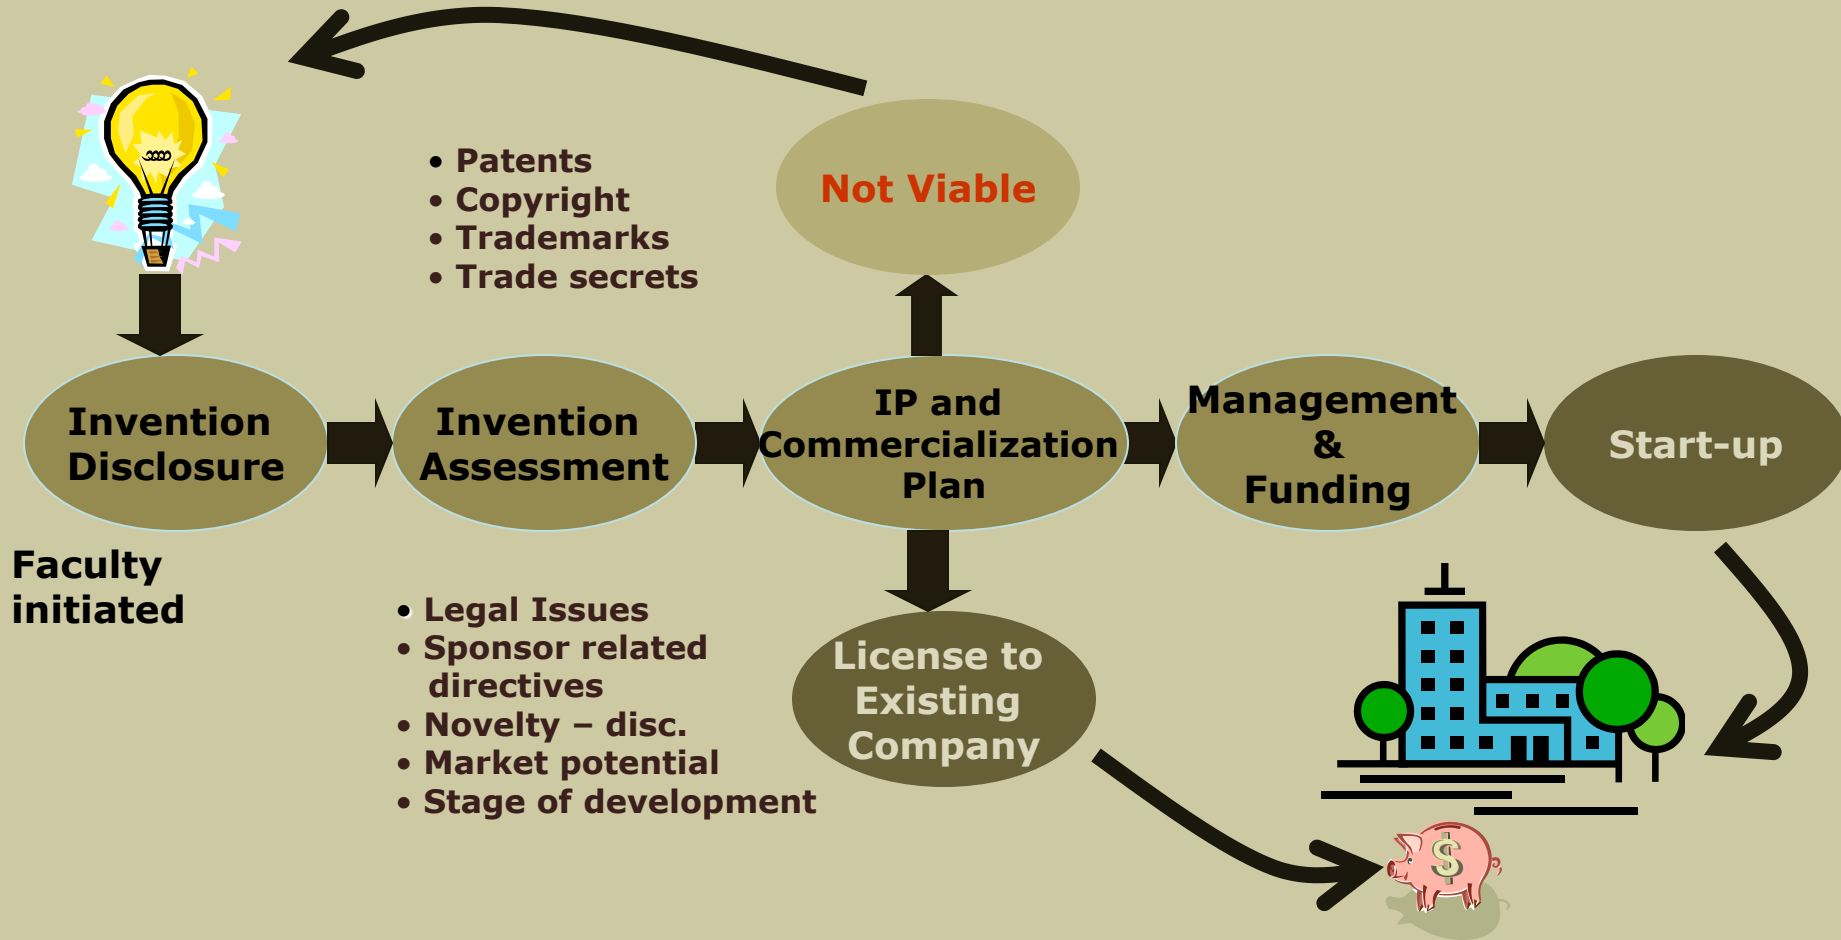 • Patents
• Copyright
• Trademarks
• Trade secrets
Not Viable
Invention
Disclosure
Invention
Assessment
IP and
Commercialization
Plan
Management
&
Funding
Start-up
Faculty
initiated
• Legal Issues
• Sponsor related
directives
• Novelty – disc.
• Market potential
• Stage of development
License to
Existing
Company
$